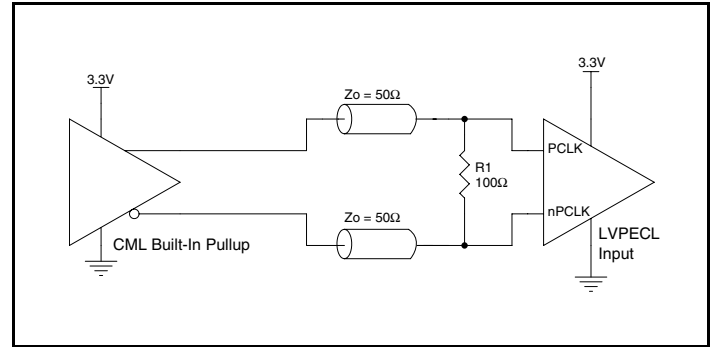 3.3V
3.3V
Zo = 50Ω
PCLK
R1
100Ω
nPCLK
Zo = 50Ω
CML Built-In Pullup
LVPECL
Input